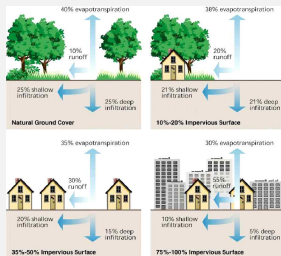 40% evapotranspiration
10%
runoff
25% shallow
infiltration
25% deep
infiltration
Natural Ground Cover
38% evapotranspiration
20%
runoff
21% shallow
infiltration
21% deep
infiltration
10%-20% Impervious Surface
35% evapotranspiration
30%
runoff
20% shallow
infiltration
15% deep
infiltration
35%-50% Impervious Surface
30% evapotranspiration
55%
runoff
10% shallow
infiltration
5% deep
infiltration
75%-100% Impervious Surface